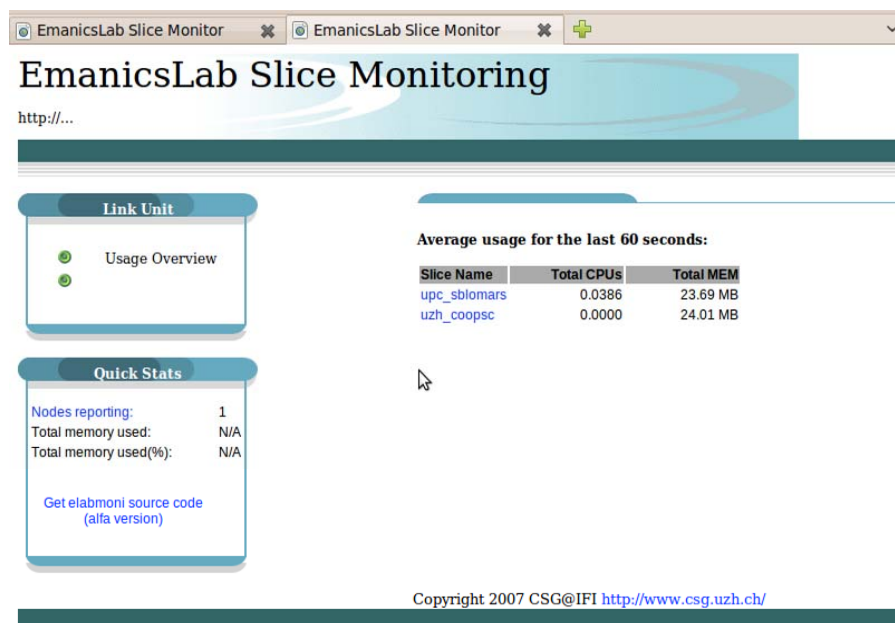 EmanicsLab Slice Monitor
EmanicsLab Slice Monitor
EmanicsLab Slice Monitoring
http://...
Link Unit
Usage Overview
Quick Stats
Nodes reporting: 1
Total memory used: N/A
Total memory used(%): N/A
Get elabmoni source code
(alfa version)
Average usage for the last 60 seconds:
Slice Name Total CPUs Total MEM
upc_sblomars 0.0386 23.69 MB
uzh_coopsc 0.0000 24.01 MB
Copyright 2007 CSG@IFI http://www.csg.uzh.ch/